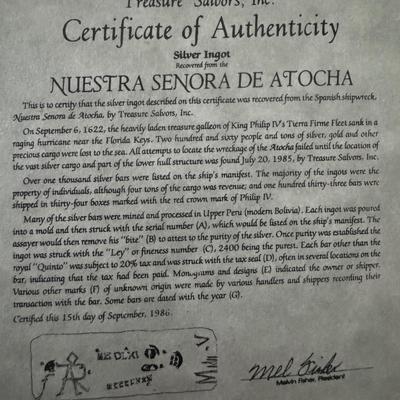 Treasure Salvors, Inc.
Certificate of Authenticity
Silver Ingot
Recovered from the
NUESTRA SENORA DE ATOCHA
This is to certify that the silver ingot described on this certificate was recovered from the Spanish shipwreck,
Nuestra Senora de Atocha, by Treasure Salvors, Inc.
On September 6, 1622, the heavily laden treasure galleon of King Philip IV's Tierra Firme Fleet sank in a
raging hurricane near the Florida Keys. Two hundred and sixty people and tons of silver, gold and other
precious cargo were lost to the sea. All attempts to locate the wreckage of the Atocha failed until the location of
the vast silver cargo and part of the lower hull structure was found July 20, 1985, by Treasure Salvors, Inc.
Over one thousand silver bars were listed on the ship's manifest. The majority of the ingots were the
property of individuals, although four tons of the cargo was revenue; and one hundred thirty-three bars were
shipped in thirty-four boxes marked with the red crown mark of Philip IV.
Many of the silver bars were mined and processed in Upper Peru (modern Bolivia). Each ingot was poured
into a mold and then struck with the serial number (A), which would be listed on the ship's manifest. The
assayer would then remove his "bite" (B) to attest to the purity of the silver. Once purity was established the
ingot was struck with the "Ley" or fineness number (C), 2400 being the purest. Each bar other than the
royal "Quinto" was subject to 20% tax and was struck with the tax seal (D), often in several locations on the
bar, indicating that the tax had been paid. Monograms and designs (E) indicated the owner or shipper.
Various other marks (F) of unknown origin were made by various handlers and shippers recording their
transaction with the bar. Some bars are dated with the year (G).
Certified this 15th day of September, 1986.
Mel Fisher
Melvin Fisher, President